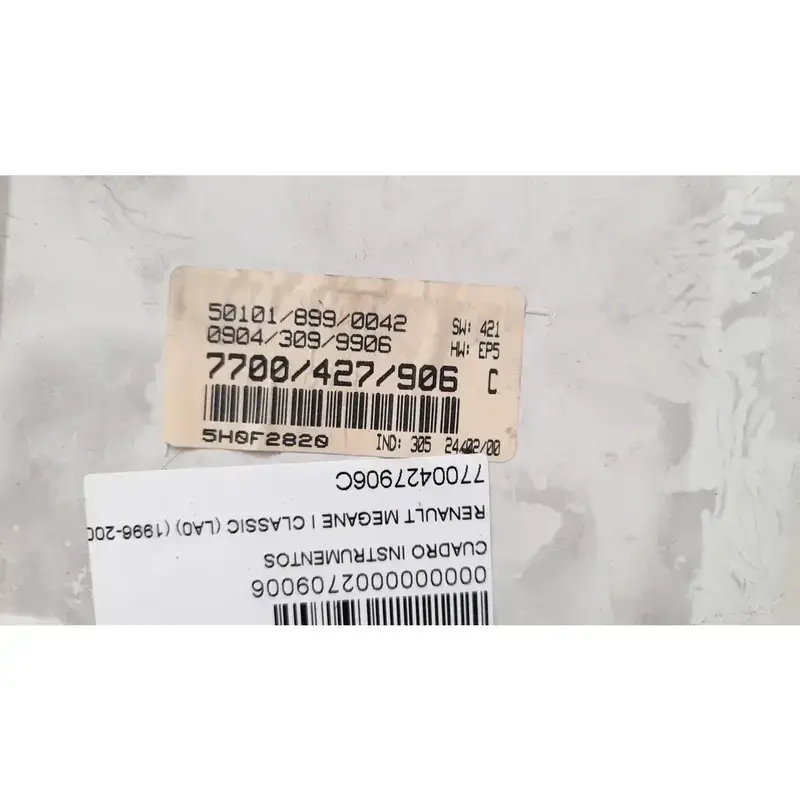 50101/899/0042 SW: 421
0904/309/9906 HW: EP5
7700/427/906 C
5H0F2820 IND: 305 24/02/00
0000000002709006
CUADRO INSTRUMENTOS
RENAULT MEGANE I CLASSIC (LA0) (1996-200
7700427906C